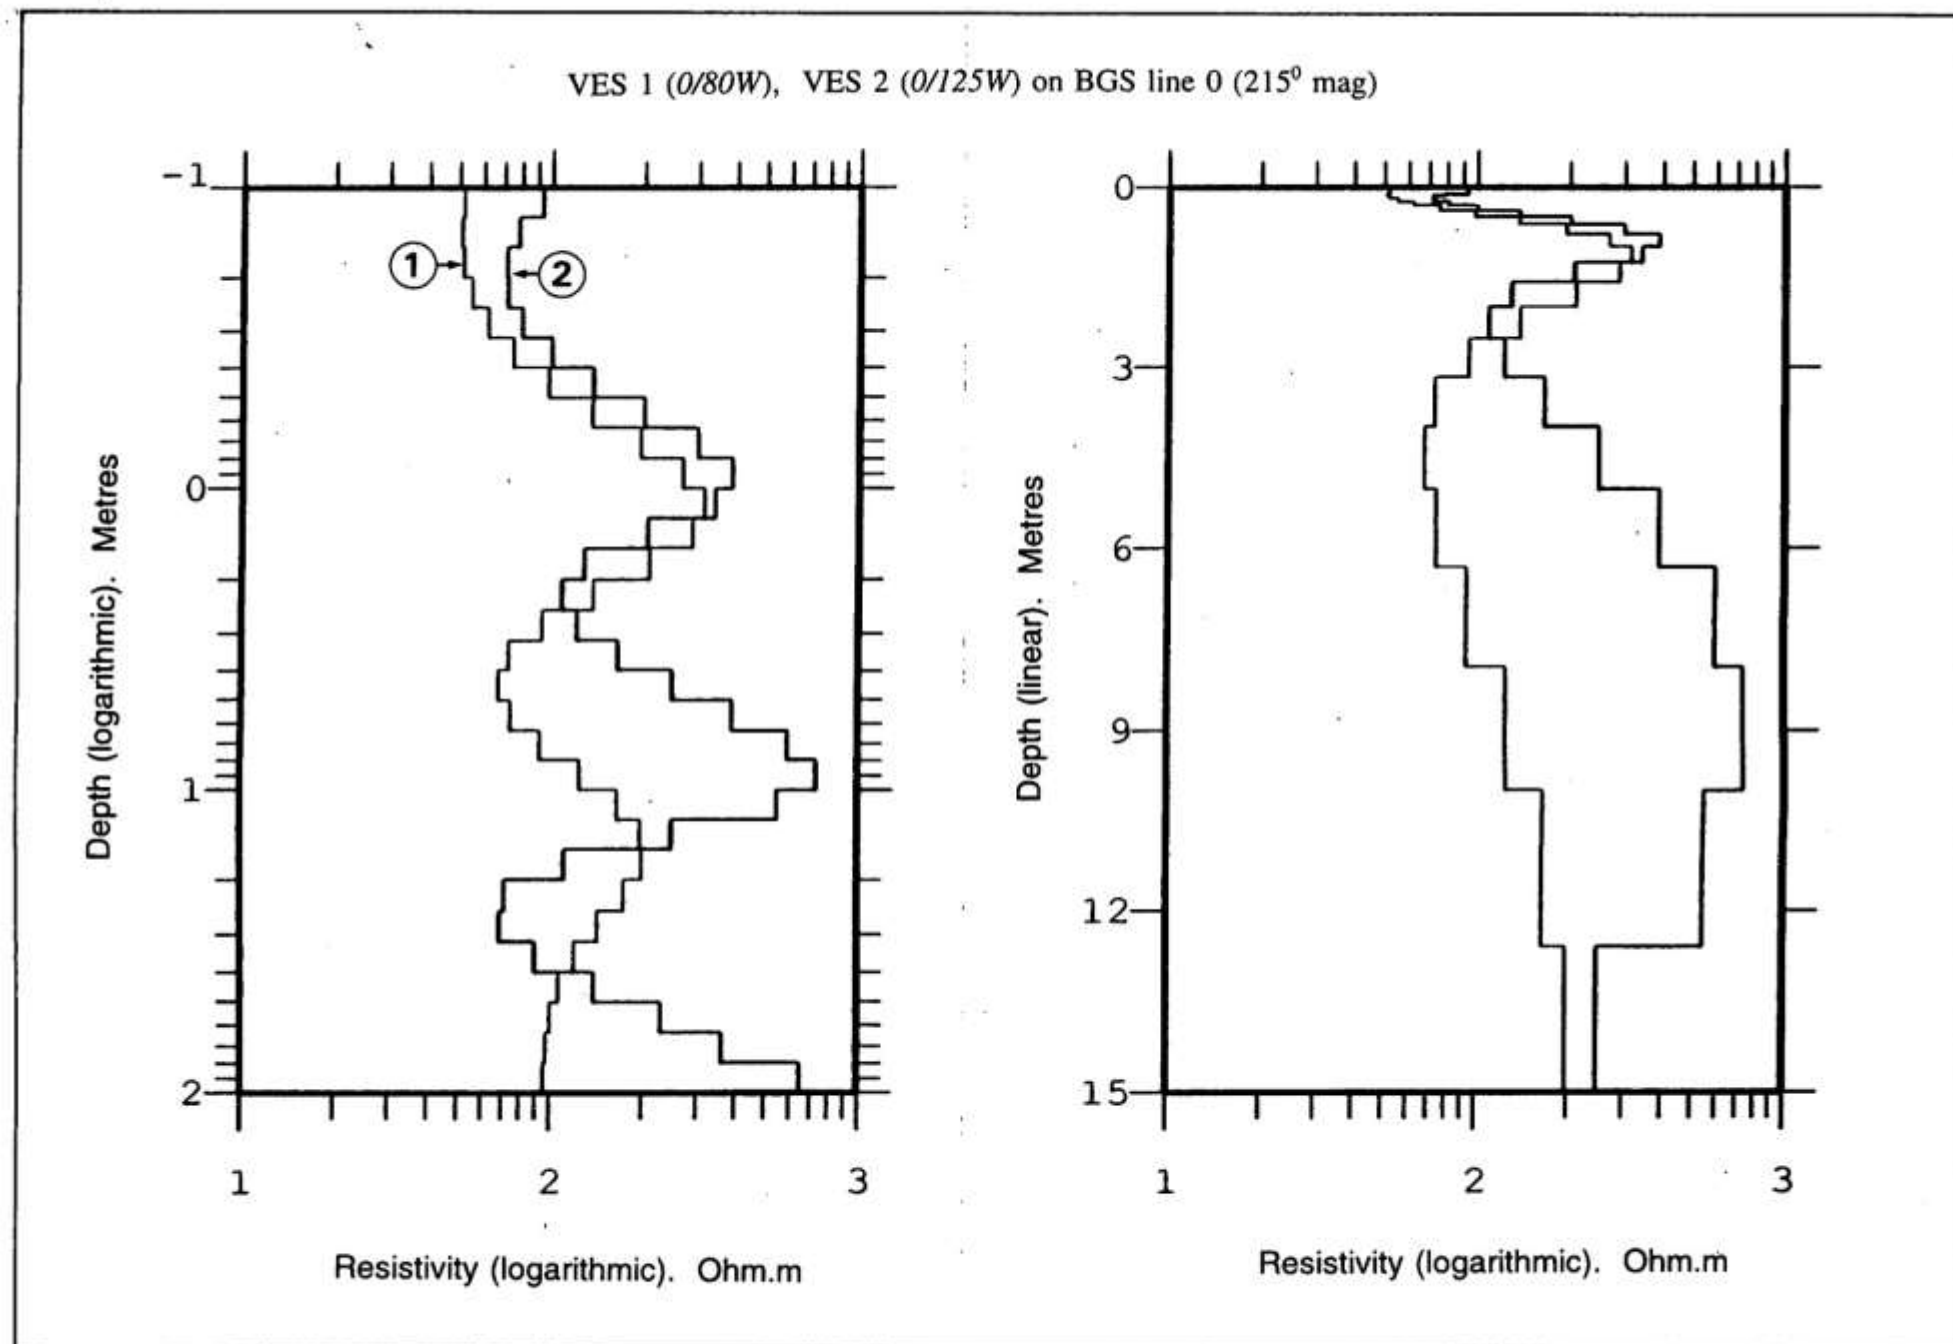 VES 1 (0/80W), VES 2 (0/125W) on BGS line 0 (215⁰ mag)
-1
0
1
2
1 2 3
1
2
Depth (logarithmic). Metres
Resistivity (logarithmic). Ohm.m
0
3
6
9
12
15
1 2 3
Depth (linear). Metres
Resistivity (logarithmic). Ohm.m